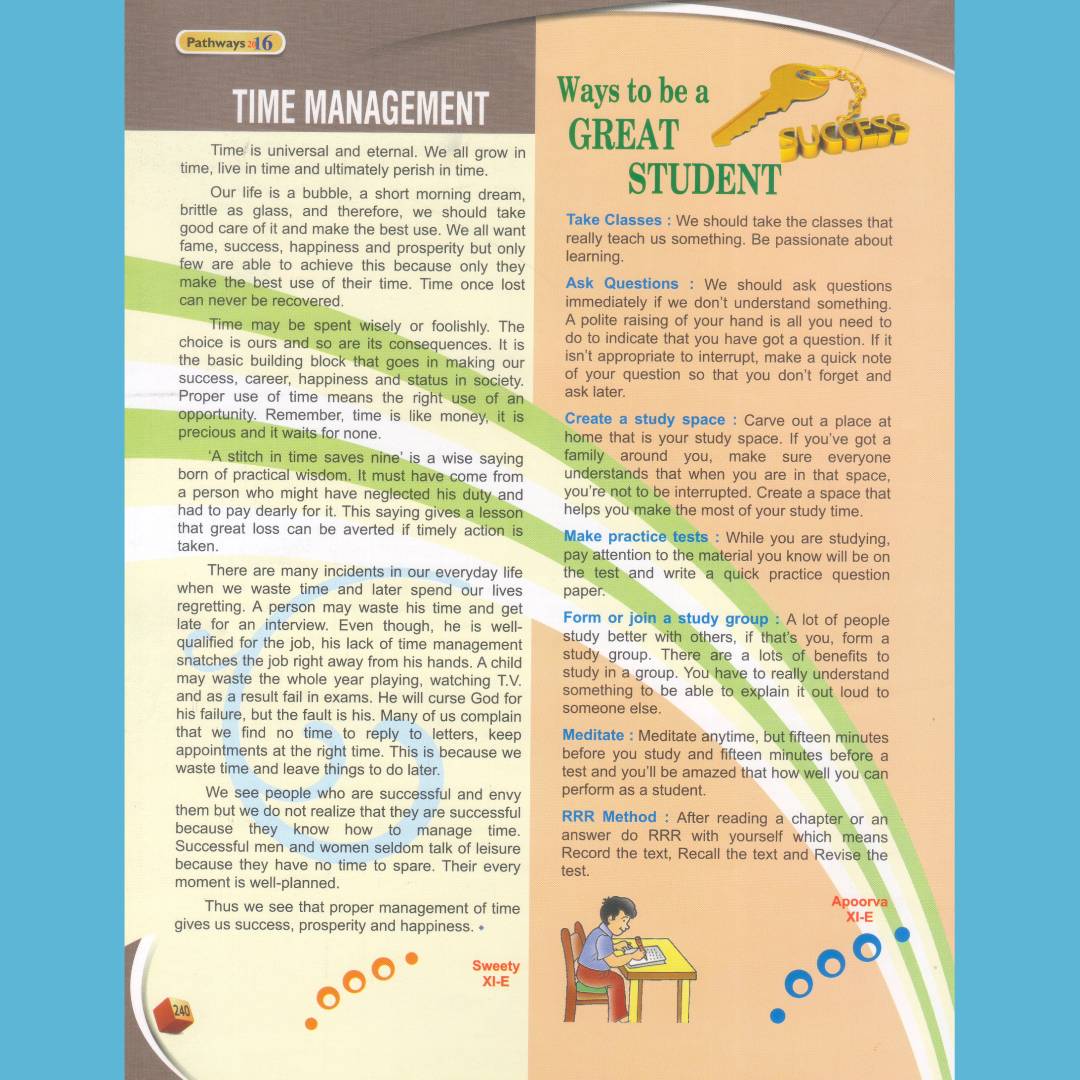 Pathways 2016
TIME MANAGEMENT
Time is universal and eternal. We all grow in
time, live in time and ultimately perish in time.
Our life is a bubble, a short morning dream,
brittle as glass, and therefore, we should take
good care of it and make the best use. We all want
fame, success, happiness and prosperity but only
few are able to achieve this because only they
make the best use of their time. Time once lost
can never be recovered.
Time may be spent wisely or foolishly. The
choice is ours and so are its consequences. It is
the basic building block that goes in making our
success, career, happiness and status in society.
Proper use of time means the right use of an
opportunity. Remember, time is like money, it is
precious and it waits for none.
‘A stitch in time saves nine’ is a wise saying
born of practical wisdom. It must have come from
a person who might have neglected his duty and
had to pay dearly for it. This saying gives a lesson
that great loss can be averted if timely action is
taken.
There are many incidents in our everyday life
when we waste time and later spend our lives
regretting. A person may waste his time and get
late for an interview. Even though, he is well-
qualified for the job, his lack of time management
snatches the job right away from his hands. A child
may waste the whole year playing, watching T.V.
and as a result fail in exams. He will curse God for
his failure, but the fault is his. Many of us complain
that we find no time to reply to letters, keep
appointments at the right time. This is because we
waste time and leave things to do later.
We see people who are successful and envy
them but we do not realize that they are successful
because they know how to manage time.
Successful men and women seldom talk of leisure
because they have no time to spare. Their every
moment is well-planned.
Thus we see that proper management of time
gives us success, prosperity and happiness.
Sweety
XI-E
240
Ways to be a
GREAT
STUDENT
SUCCESS
Take Classes : We should take the classes that
really teach us something. Be passionate about
learning.
Ask Questions : We should ask questions
immediately if we don’t understand something.
A polite raising of your hand is all you need to
do to indicate that you have got a question. If it
isn’t appropriate to interrupt, make a quick note
of your question so that you don’t forget and
ask later.
Create a study space : Carve out a place at
home that is your study space. If you’ve got a
family around you, make sure everyone
understands that when you are in that space,
you’re not to be interrupted. Create a space that
helps you make the most of your study time.
Make practice tests : While you are studying,
pay attention to the material you know will be on
the test and write a quick practice question
paper.
Form or join a study group : A lot of people
study better with others, if that’s you, form a
study group. There are a lots of benefits to
study in a group. You have to really understand
something to be able to explain it out loud to
someone else.
Meditate : Meditate anytime, but fifteen minutes
before you study and fifteen minutes before a
test and you’ll be amazed that how well you can
perform as a student.
RRR Method : After reading a chapter or an
answer do RRR with yourself which means
Record the text, Recall the text and Revise the
test.
Apoorva
XI-E